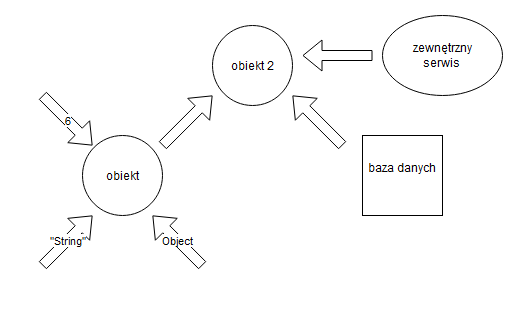 zewnętrzny
serwis
obiekt 2
6
baza danych
obiekt
"String"
Object